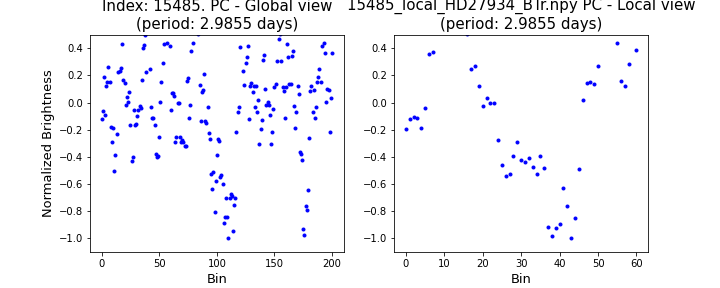 Index: 15485. PC - Global view
(period: 2.9855 days)
15485_local_HD27934_BTfr.npy PC - Local view
(period: 2.9855 days)
Normalized Brightness
0.4
0.2
0.0
−0.2
−0.4
−0.6
−0.8
−1.0
0 50 100 150 200
Bin
0.4
0.2
0.0
−0.2
−0.4
−0.6
−0.8
−1.0
0 10 20 30 40 50 60
Bin